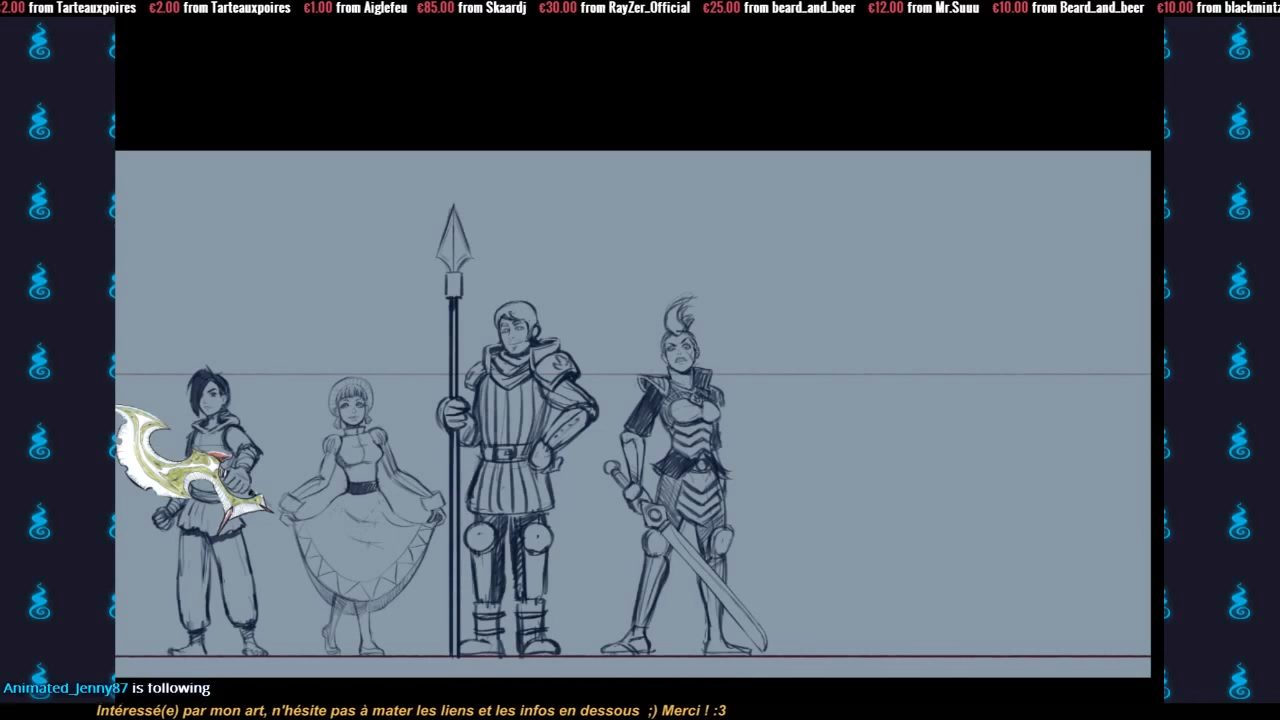 2.00 from Tarteauxpoires €2.00 from Tarteauxpoires €1.00 from Aiglefeu €85.00 from Skaardj €30.00 from RayZer_Official €25.00 from beard_and_beer €12.00 from Mr.Suuu €10.00 from Beard_and_beer €10.00 from blackmintz
Animated_Jenny87 is following
Intéressé(e) par mon art, n'hésite pas à mater les liens et les infos en dessous ;) Merci ! :3